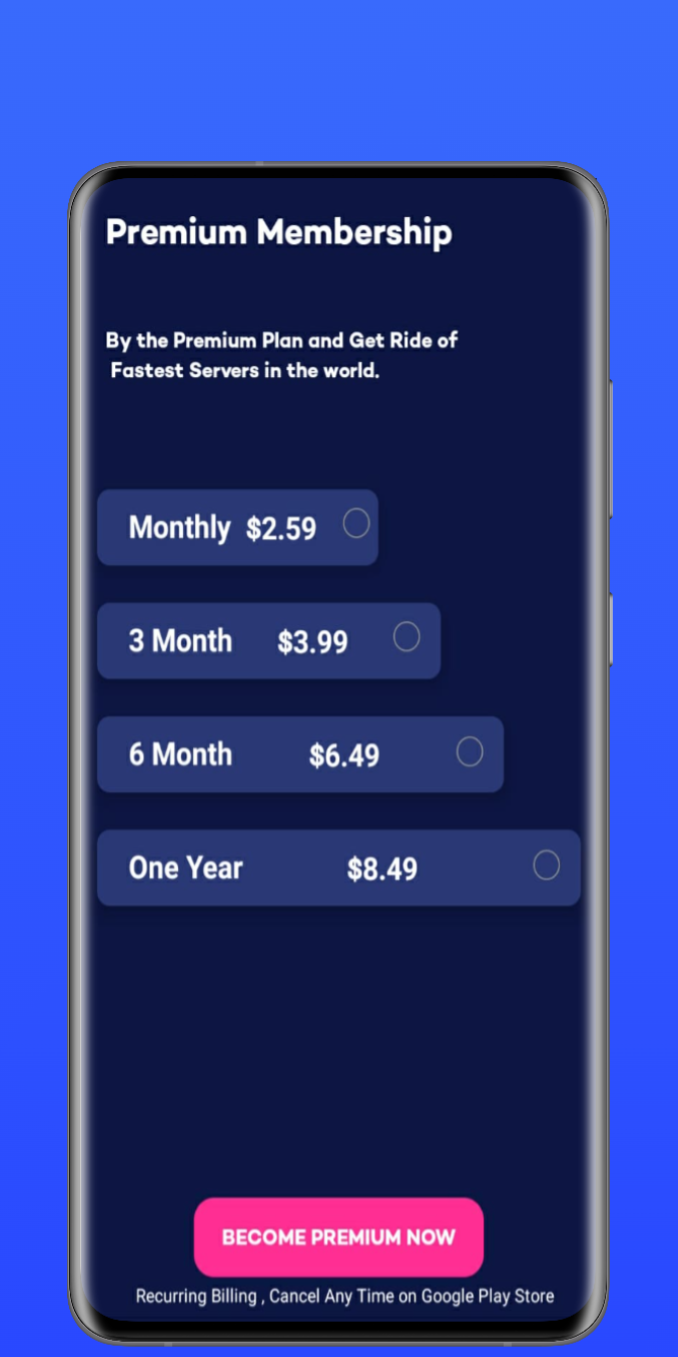 Premium Membership
By the Premium Plan and Get Ride of
Fastest Servers in the world.
Monthly $2.59
3 Month $3.99
6 Month $6.49
One Year $8.49
BECOME PREMIUM NOW
Recurring Billing , Cancel Any Time on Google Play Store